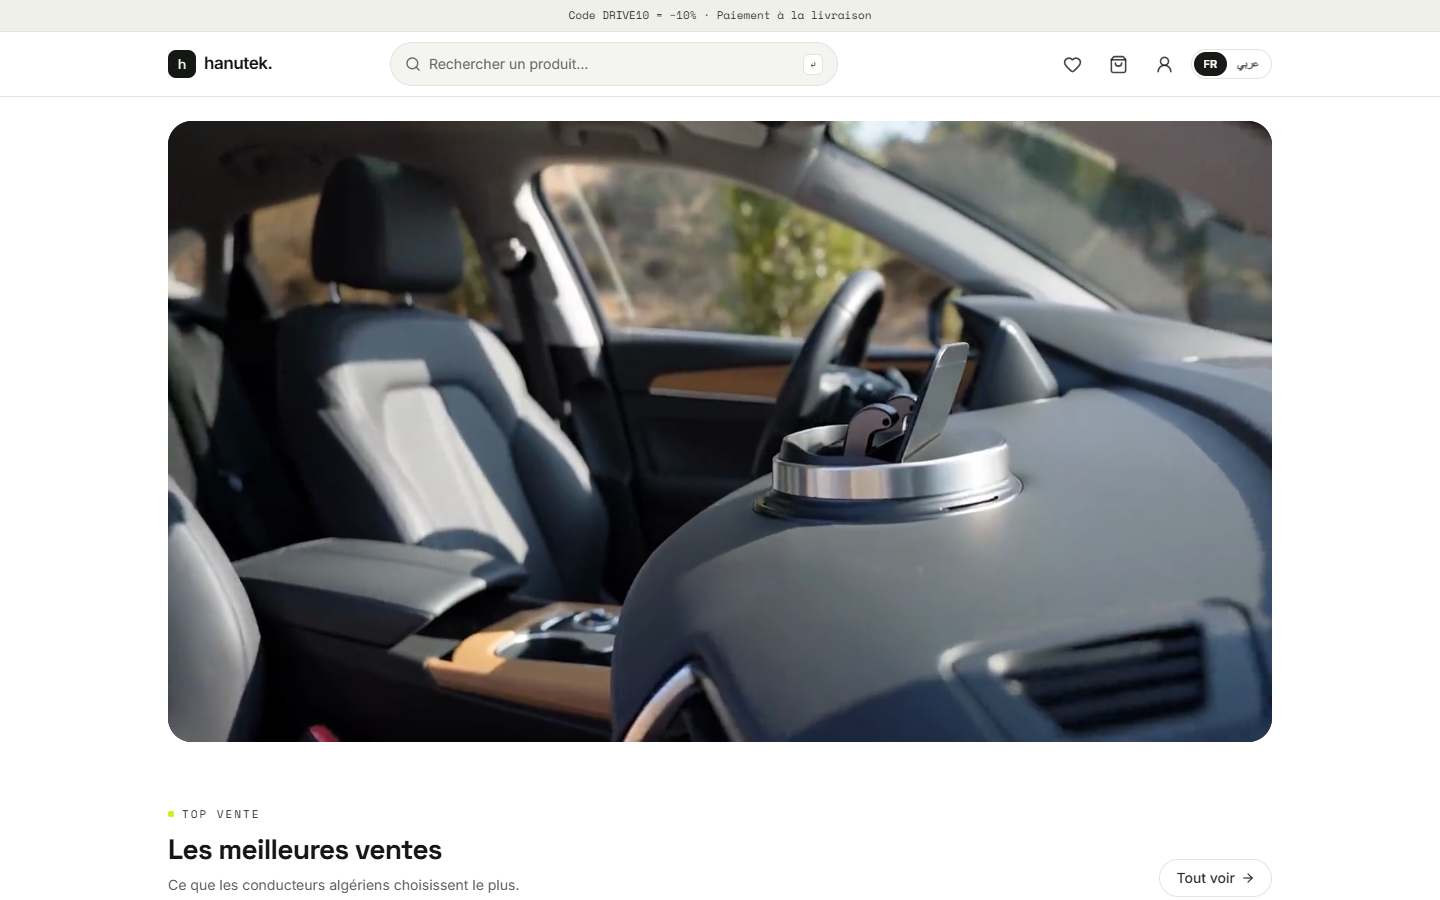 Code DRIVE10 = -10% · Paiement à la livraison
h hanutek.
Rechercher un produit...
FR
عربي
TOP VENTE
Les meilleures ventes
Ce que les conducteurs algériens choisissent le plus.
Tout voir →